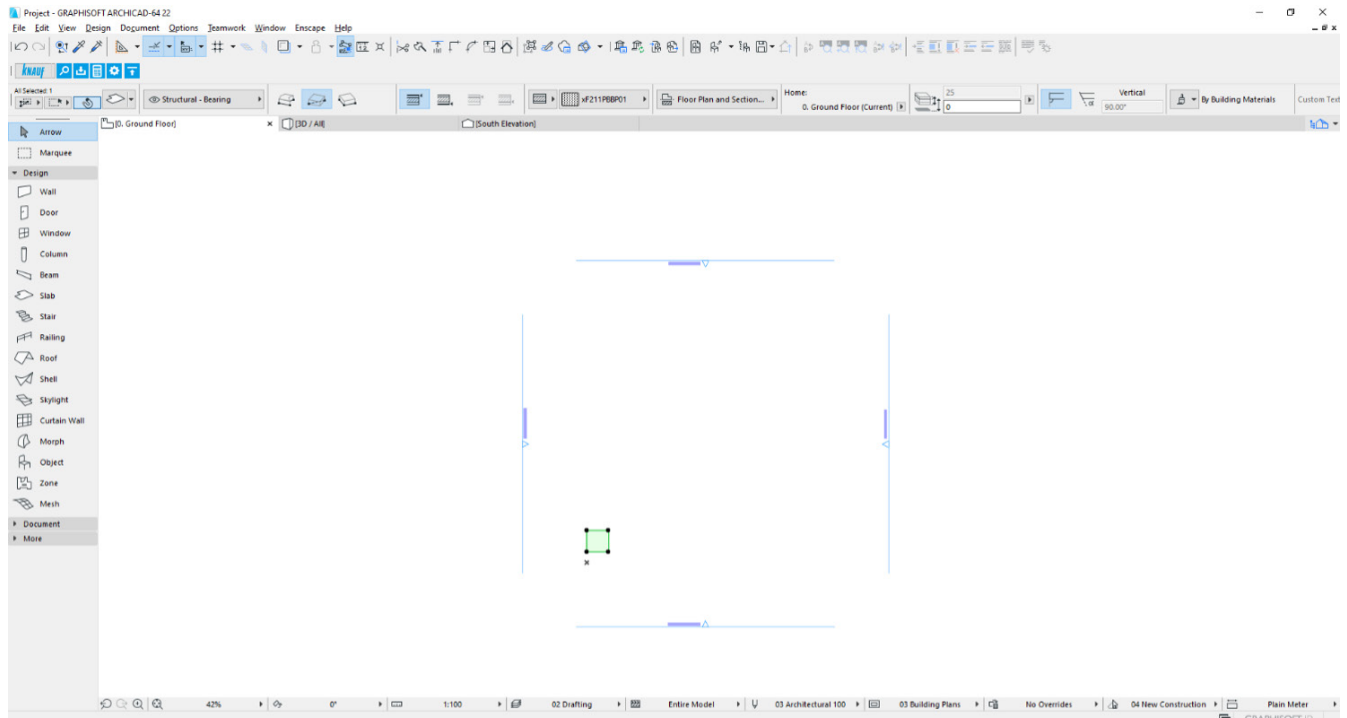 Project - GRAPHISOFT ARCHICAD-64 22
File Edit View Design Document Options Teamwork Window Enscape Help
KNAUF
All Selected: 1
Structural - Bearing
xF211PBBP01
Floor Plan and Section...
Home:
0. Ground Floor (Current)
25
0
Vertical
90.00°
By Building Materials
Custom Text
[0. Ground Floor]
[3D / All]
[South Elevation]
Arrow
Marquee
Design
Wall
Door
Window
Column
Beam
Slab
Stair
Railing
Roof
Shell
Skylight
Curtain Wall
Morph
Object
Zone
Mesh
Document
More
42% 0° 1:100 02 Drafting Entire Model 03 Architectural 100 03 Building Plans No Overrides 04 New Construction Plain Meter
GRAPHISOFT ID